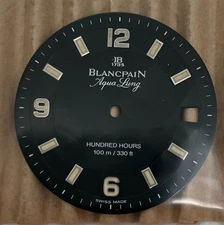 12
JB
1735
BLANCPAIN
Aqua Lung
9
HUNDRED HOURS
100 m / 330 ft
6
SWISS MADE